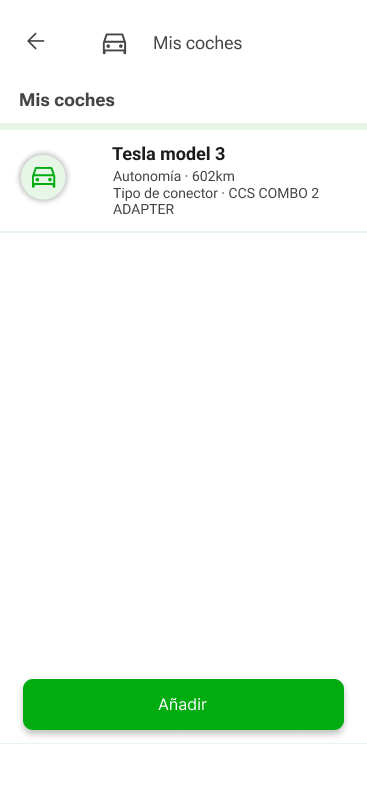 Mis coches
Mis coches
Tesla model 3
Autonomía · 602km
Tipo de conector · CCS COMBO 2
ADAPTER
Añadir